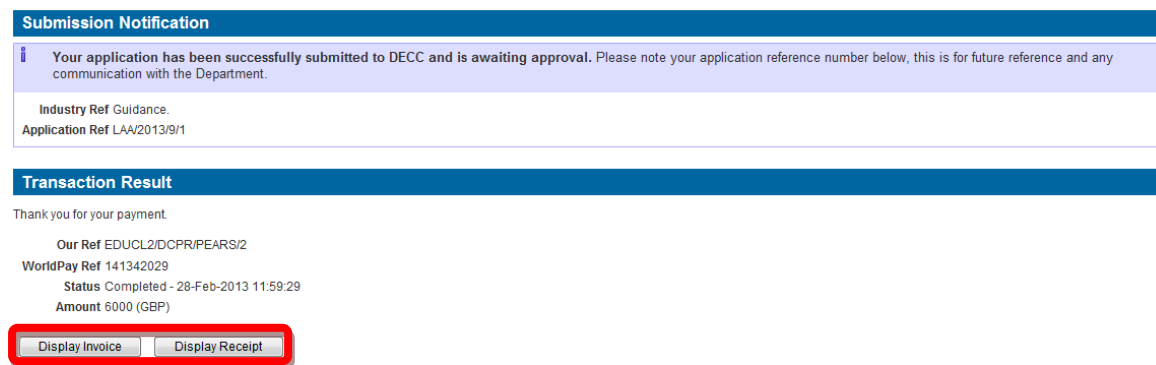 Submission Notification
Your application has been successfully submitted to DECC and is awaiting approval. Please note your application reference number below, this is for future reference and any
communication with the Department.
Industry Ref Guidance.
Application Ref LAA/2013/9/1
Transaction Result
Thank you for your payment.
Our Ref EDUCL2/DCPR/PEARS/2
WorldPay Ref 141342029
Status Completed - 28-Feb-2013 11:59:29
Amount 6000 (GBP)
Display Invoice Display Receipt